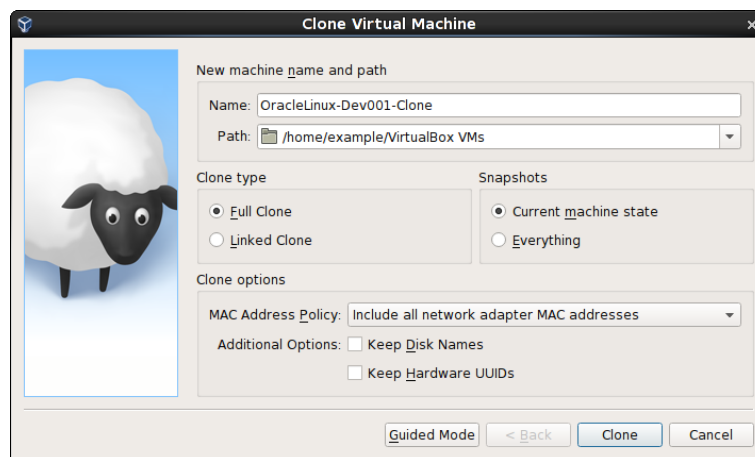 Clone Virtual Machine
New machine name and path
Name: OracleLinux-Dev001-Clone
Path: /home/example/VirtualBox VMs
Clone type
Full Clone
Linked Clone
Snapshots
Current machine state
Everything
Clone options
MAC Address Policy: Include all network adapter MAC addresses
Additional Options: Keep Disk Names
Keep Hardware UUIDs
Guided Mode < Back Clone Cancel